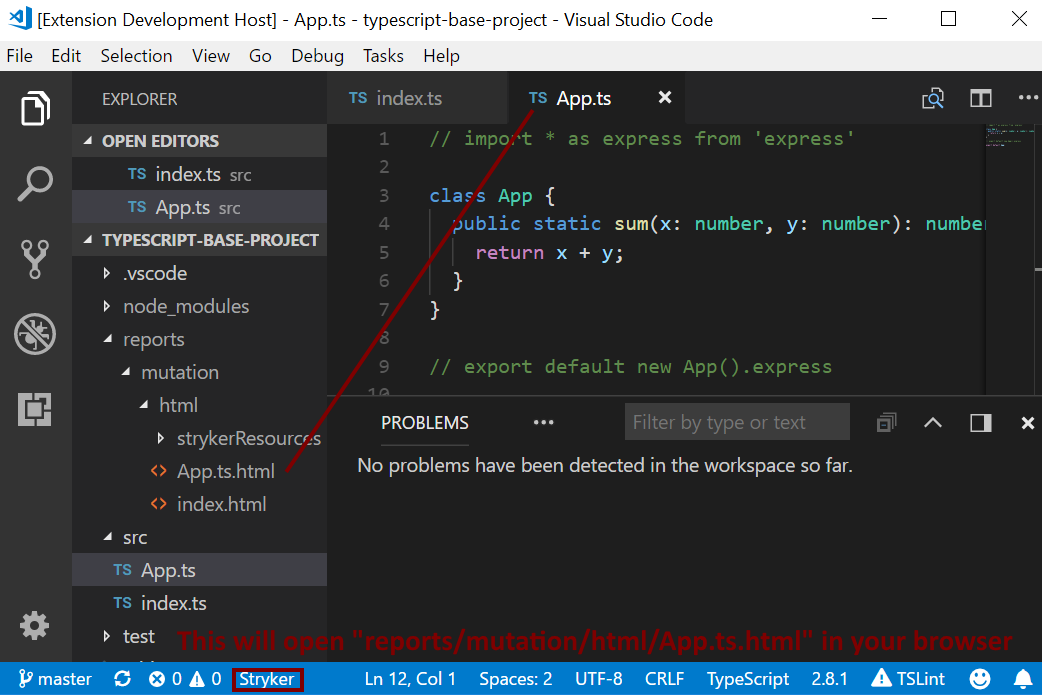 [Extension Development Host] - App.ts - typescript-base-project - Visual Studio Code
File Edit Selection View Go Debug Tasks Help
EXPLORER
OPEN EDITORS
TS index.ts src
TS App.ts src
TYPESCRIPT-BASE-PROJECT
.vscode
node_modules
reports
mutation
html
strykerResources
App.ts.html
index.html
src
TS App.ts
TS index.ts
test
TS index.ts
TS App.ts
1 // import * as express from 'express'
2
3 class App {
4 public static sum(x: number, y: number): number
5 return x + y;
6 }
7 }
8
9 // export default new App().express
10
PROBLEMS
Filter by type or text
No problems have been detected in the workspace so far.
This will open "reports/mutation/html/App.ts.html" in your browser
master 0 0 Stryker Ln 12, Col 1 Spaces: 2 UTF-8 CRLF TypeScript 2.8.1 TSLint